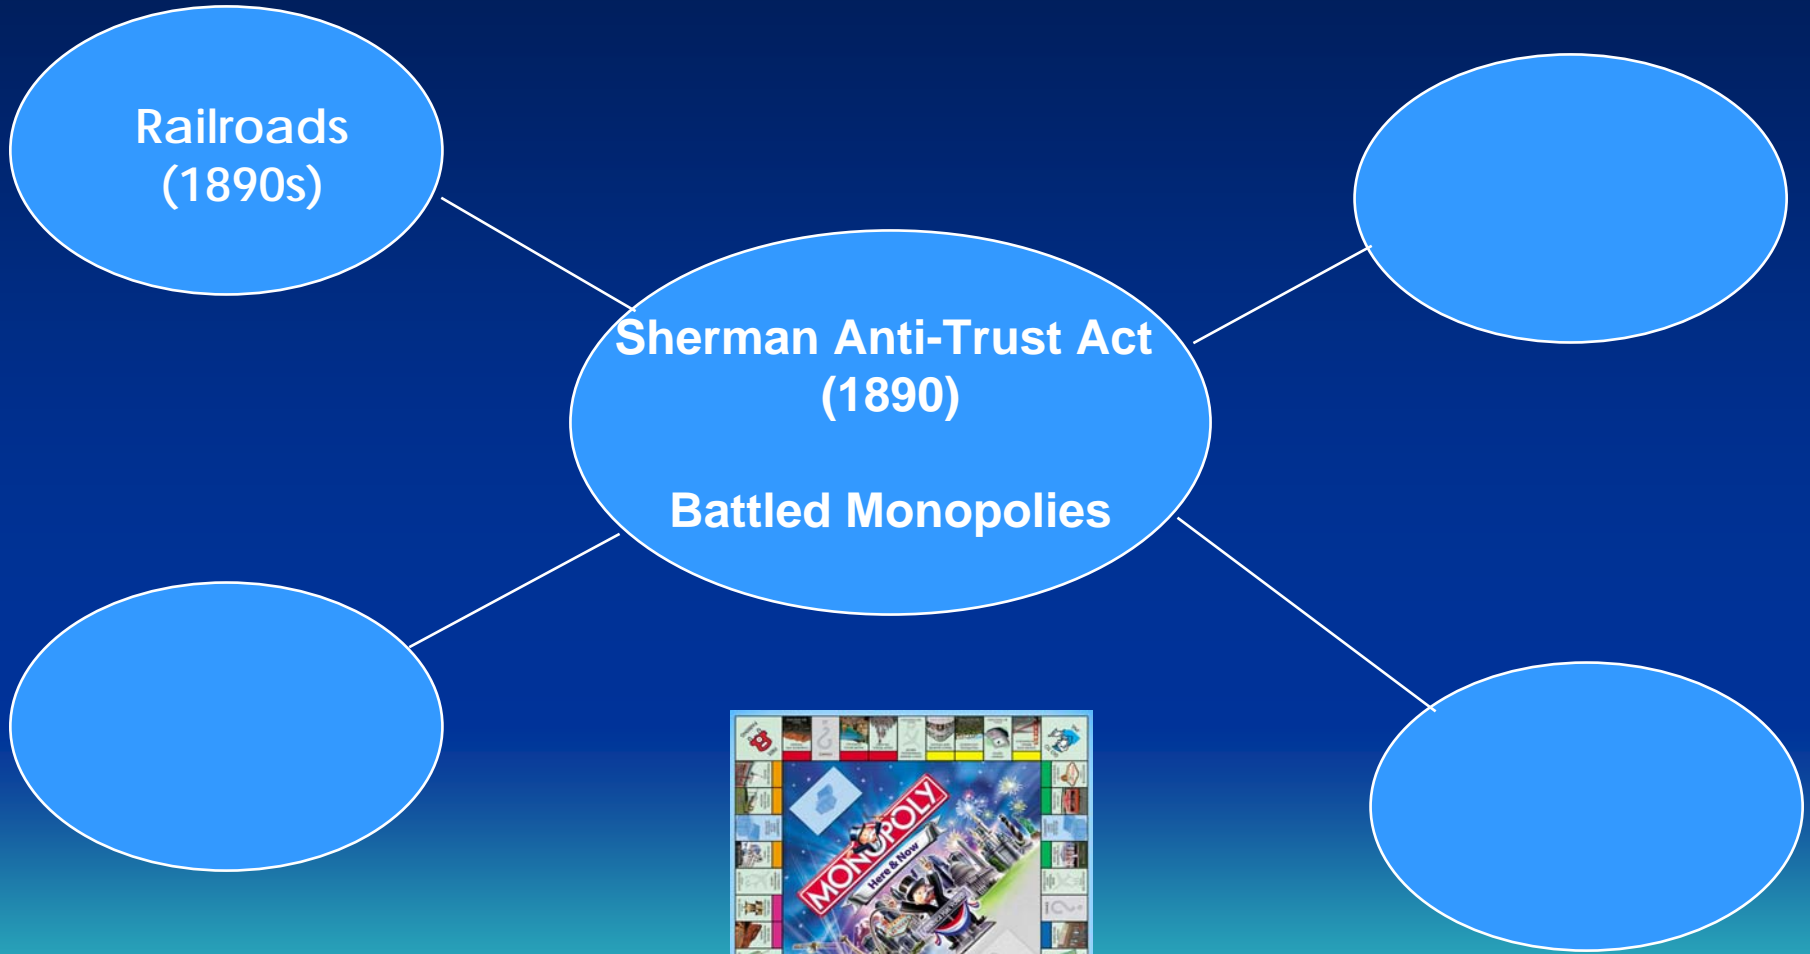 Railroads
(1890s)
Sherman Anti-Trust Act
(1890)
Battled Monopolies
MONOPOLY
Here & Now